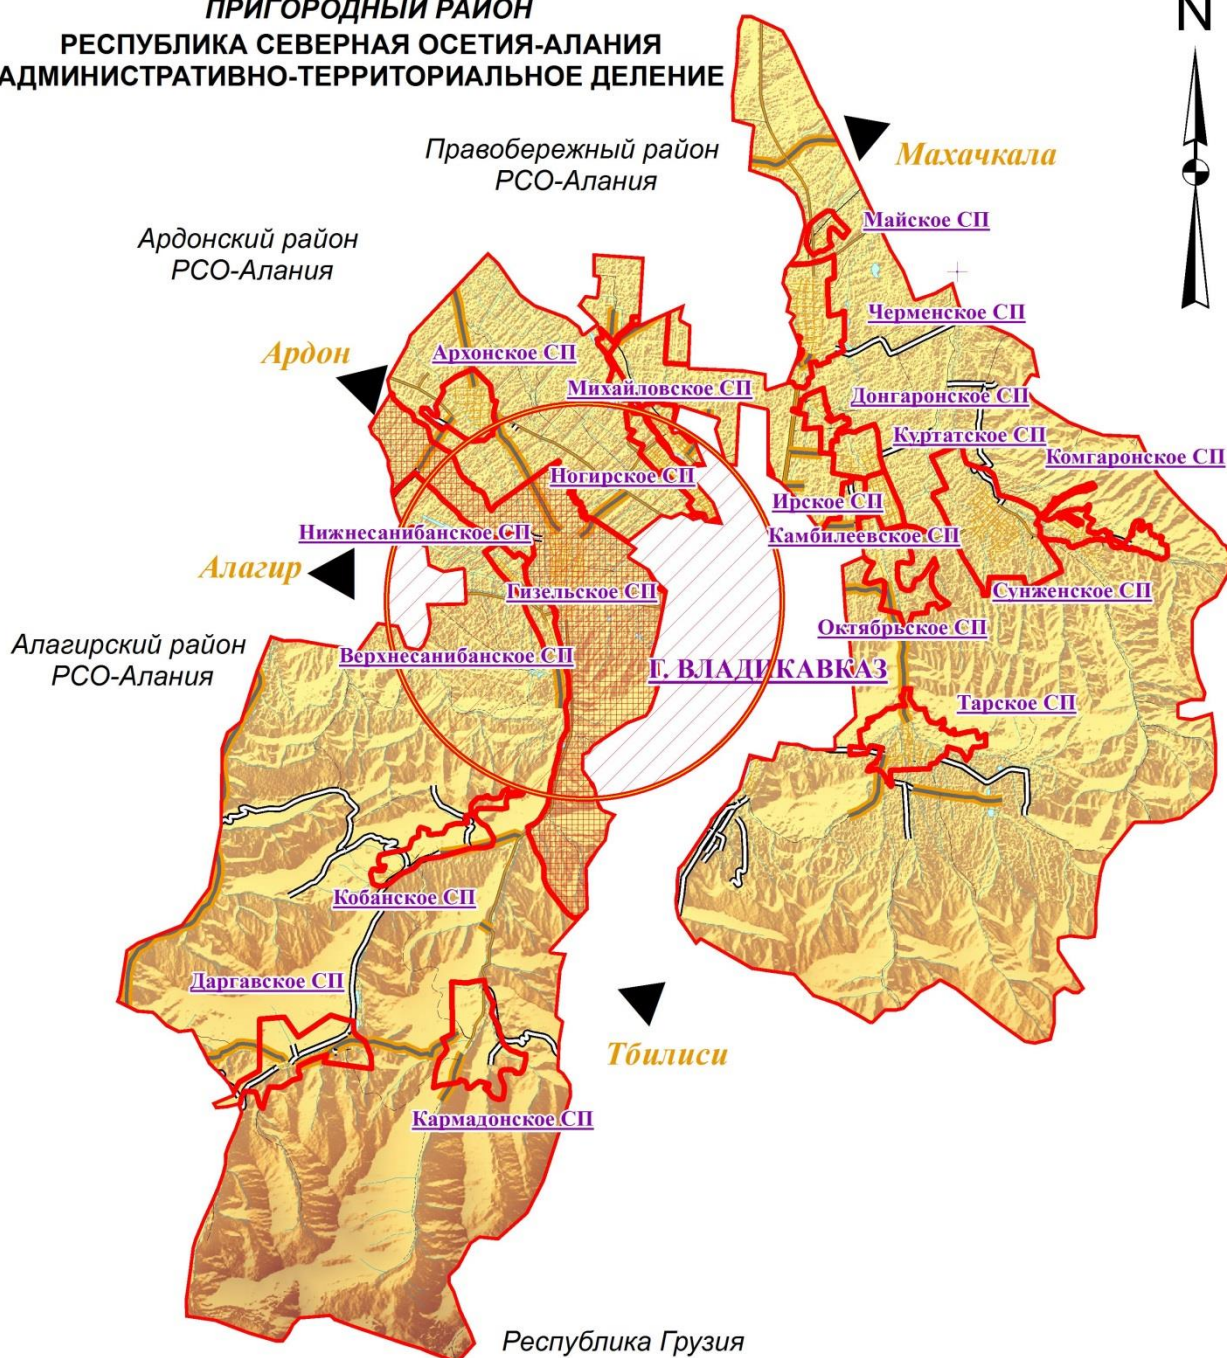 ПРИГОРОДНЫЙ РАЙОН
РЕСПУБЛИКА СЕВЕРНАЯ ОСЕТИЯ-АЛАНИЯ
АДМИНИСТРАТИВНО-ТЕРРИТОРИАЛЬНОЕ ДЕЛЕНИЕ
N
Правобережный район
РСО-Алания
Махачкала
Майское СП
Ардонский район
РСО-Алания
Черменское СП
Ардон
Архонское СП
Михайловское СП
Донгаронское СП
Куртатское СП
Комгаронское СП
Ногирское СП
Ирское СП
Нижнесанибанское СП
Камбилеевское СП
Алагир
Гизельское СП
Сунженское СП
Октябрьское СП
Алагирский район
РСО-Алания
Верхнесанибанское СП
Г. ВЛАДИКАВКАЗ
Тарское СП
Кобанское СП
Даргавское СП
Тбилиси
Кармадонское СП
Республика Грузия